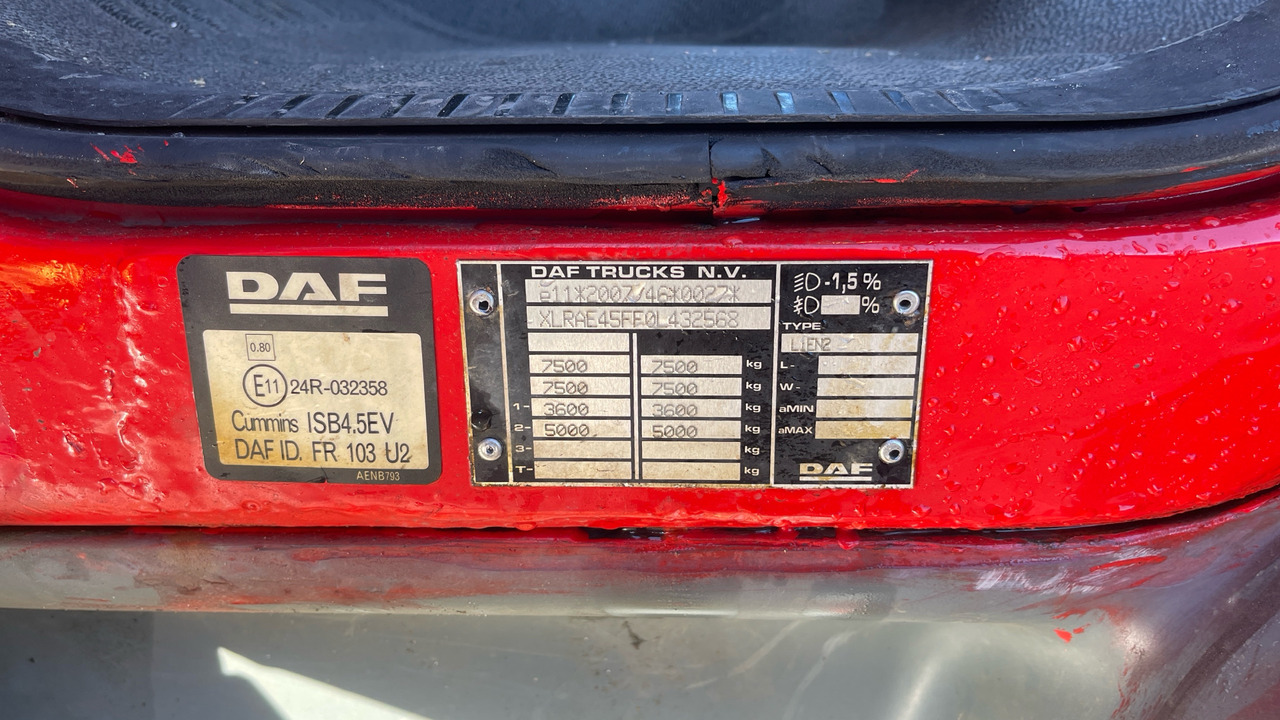 DAF
0.80
E11 24R-032358
Cummins ISB4.5EV
DAF ID. FR 103 U2
AENB793
DAF TRUCKS N.V.
e11*2007/46*0027*
XLRAE45FF0L432568
7500 7500 kg
7500 7500 kg
1- 3600 3600 kg
2- 5000 5000 kg
3- kg
T- kg
-1,5 %
%
TYPE
L1EN2
L-
W-
aMIN
aMAX
DAF